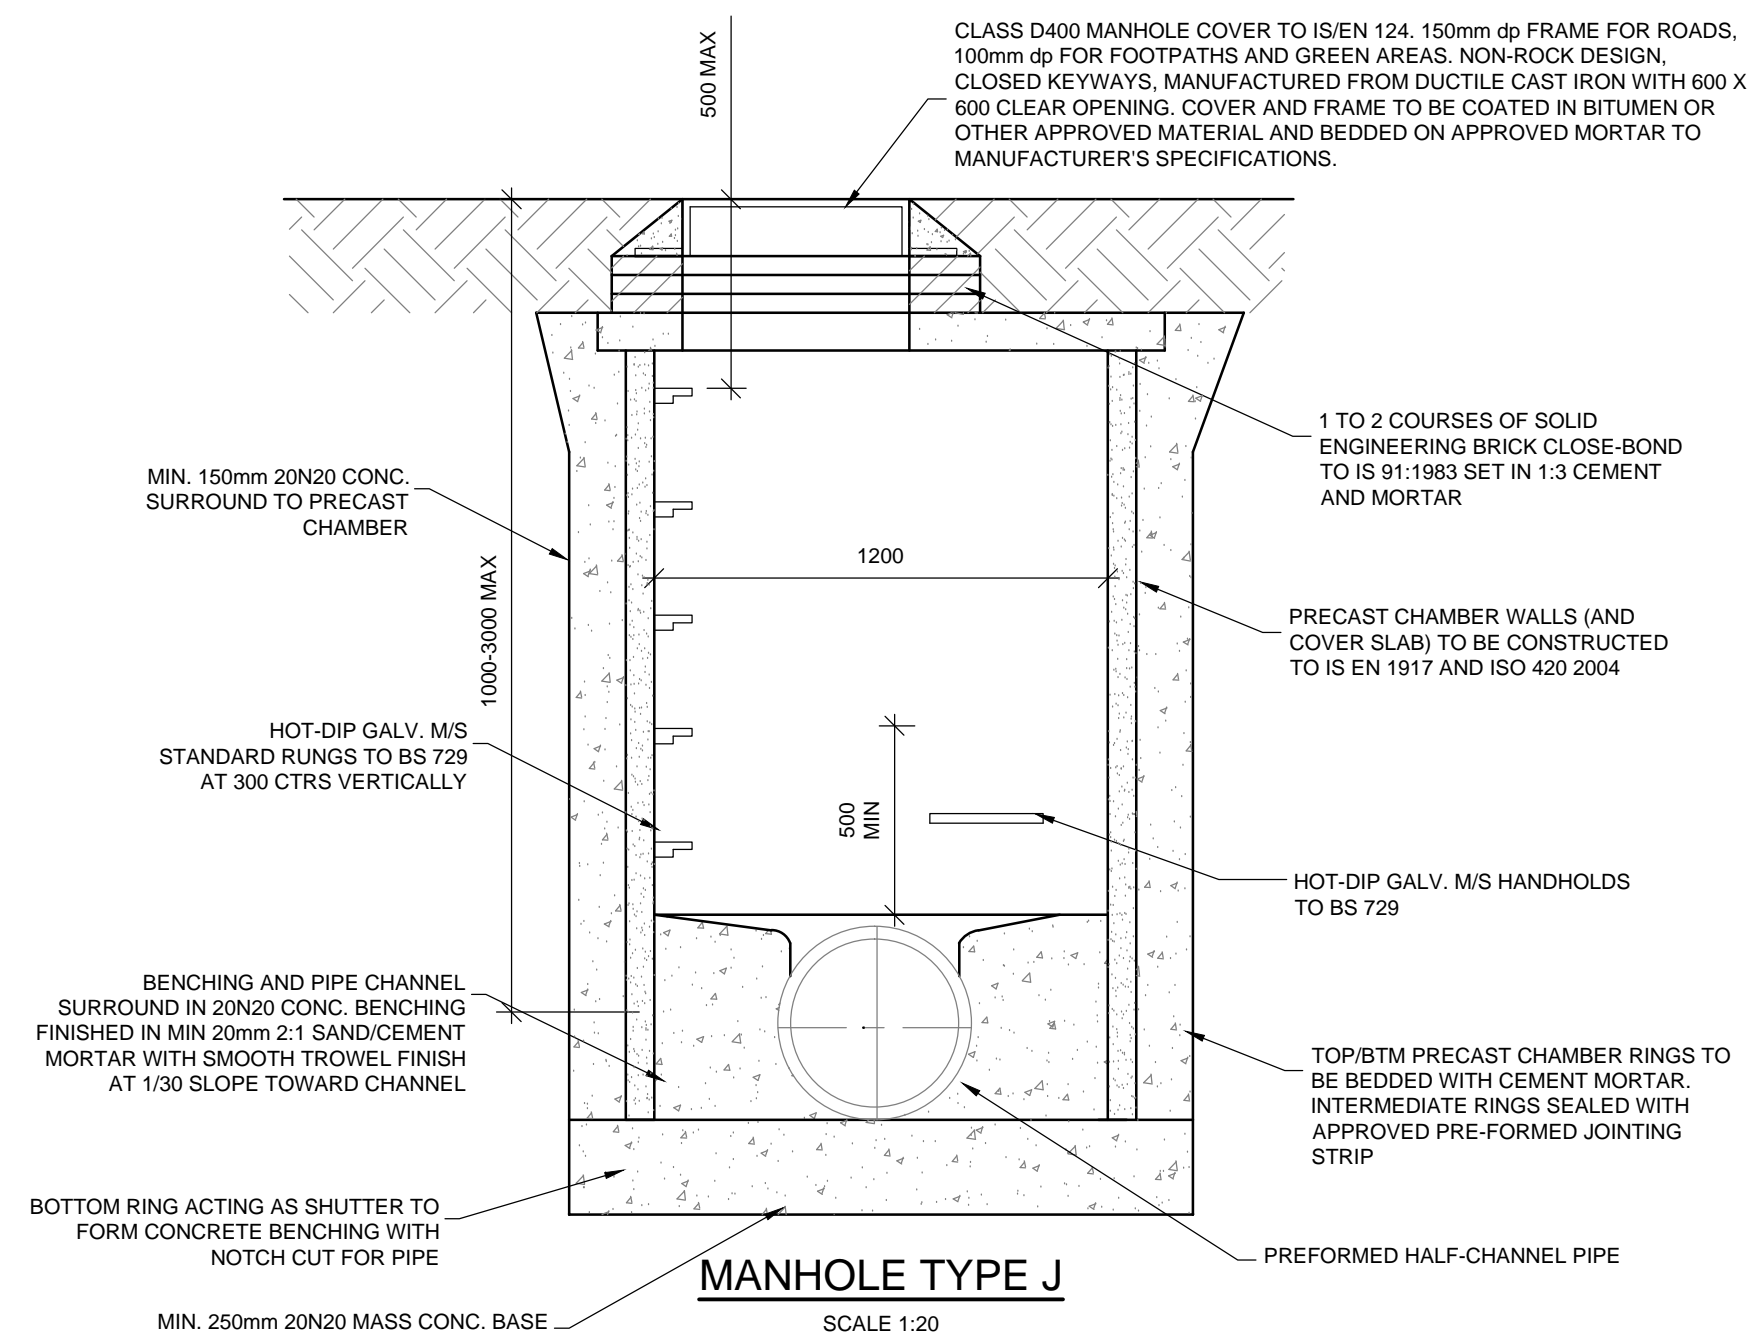 CLASS D400 MANHOLE COVER TO IS/EN 124. 150mm dp FRAME FOR ROADS,
100mm dp FOR FOOTPATHS AND GREEN AREAS. NON-ROCK DESIGN,
CLOSED KEYWAYS, MANUFACTURED FROM DUCTILE CAST IRON WITH 600 X
600 CLEAR OPENING. COVER AND FRAME TO BE COATED IN BITUMEN OR
OTHER APPROVED MATERIAL AND BEDDED ON APPROVED MORTAR TO
MANUFACTURER'S SPECIFICATIONS.
500 MAX
1 TO 2 COURSES OF SOLID
ENGINEERING BRICK CLOSE-BOND
TO IS 91:1983 SET IN 1:3 CEMENT
AND MORTAR
MIN. 150mm 20N20 CONC.
SURROUND TO PRECAST
CHAMBER
1200
1000-3000 MAX
PRECAST CHAMBER WALLS (AND
COVER SLAB) TO BE CONSTRUCTED
TO IS EN 1917 AND ISO 420 2004
HOT-DIP GALV. M/S
STANDARD RUNGS TO BS 729
AT 300 CTRS VERTICALLY
500
MIN
HOT-DIP GALV. M/S HANDHOLDS
TO BS 729
BENCHING AND PIPE CHANNEL
SURROUND IN 20N20 CONC. BENCHING
FINISHED IN MIN 20mm 2:1 SAND/CEMENT
MORTAR WITH SMOOTH TROWEL FINISH
AT 1/30 SLOPE TOWARD CHANNEL
TOP/BTM PRECAST CHAMBER RINGS TO
BE BEDDED WITH CEMENT MORTAR.
INTERMEDIATE RINGS SEALED WITH
APPROVED PRE-FORMED JOINTING
STRIP
BOTTOM RING ACTING AS SHUTTER TO
FORM CONCRETE BENCHING WITH
NOTCH CUT FOR PIPE
PREFORMED HALF-CHANNEL PIPE
MIN. 250mm 20N20 MASS CONC. BASE
MANHOLE TYPE J
SCALE 1:20